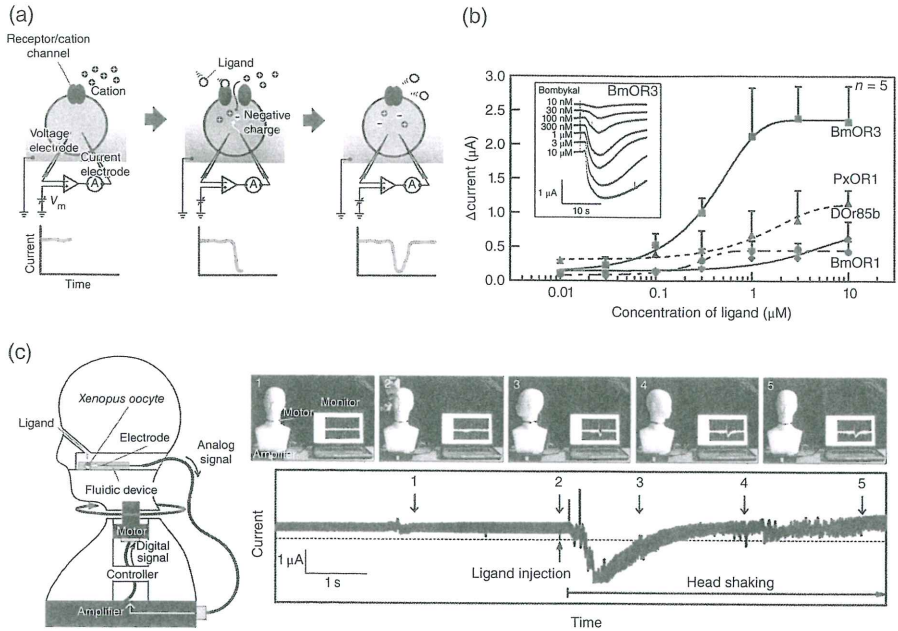 (a)
Receptor/cation
channel
Cation
Voltage
electrode
Current
electrode
A
Vm
Current
Time
Ligand
Negative
charge
A
A
(b)
n = 5
3.0
2.5
2.0
1.5
1.0
0.5
0.0
Δcurrent (μA)
Bombykal
BmOR3
10 nM
30 nM
100 nM
300 nM
1 μM
3 μM
10 μM
1 μA
10 s
BmOR3
PxOR1
DOr85b
BmOR1
0.01
0.1
1
10
Concentration of ligand (μM)
(c)
Xenopus oocyte
Ligand
Electrode
Analog
signal
Fluidic device
Motor
Digital
signal
Controller
Amplifier
1
Monitor
Motor
Amplifier
3
4
5
1
2
3
4
5
Current
1 μA
1 s
Ligand injection
Head shaking
Time